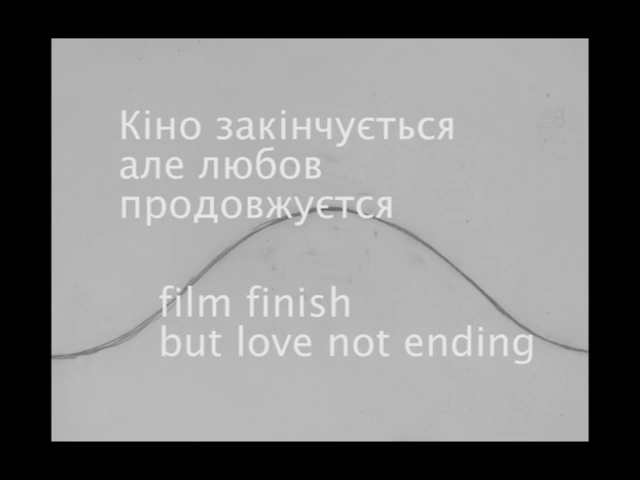 Кіно закінчується
але любов
продовжуєтся
film finish
but love not ending